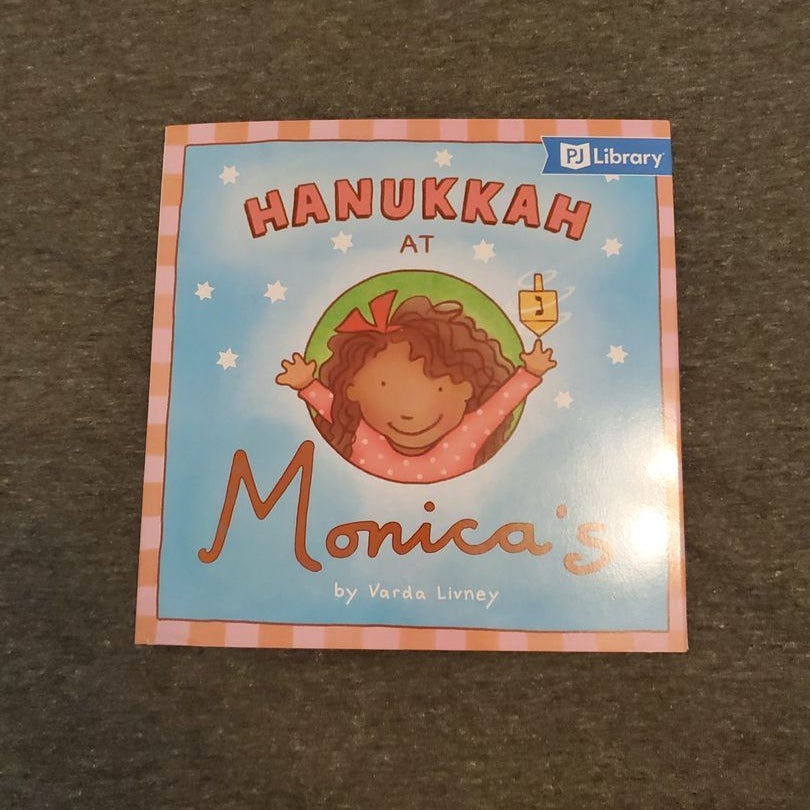 PJ Library
HANUKKAH
AT
נ
Monica's
by Varda Livney